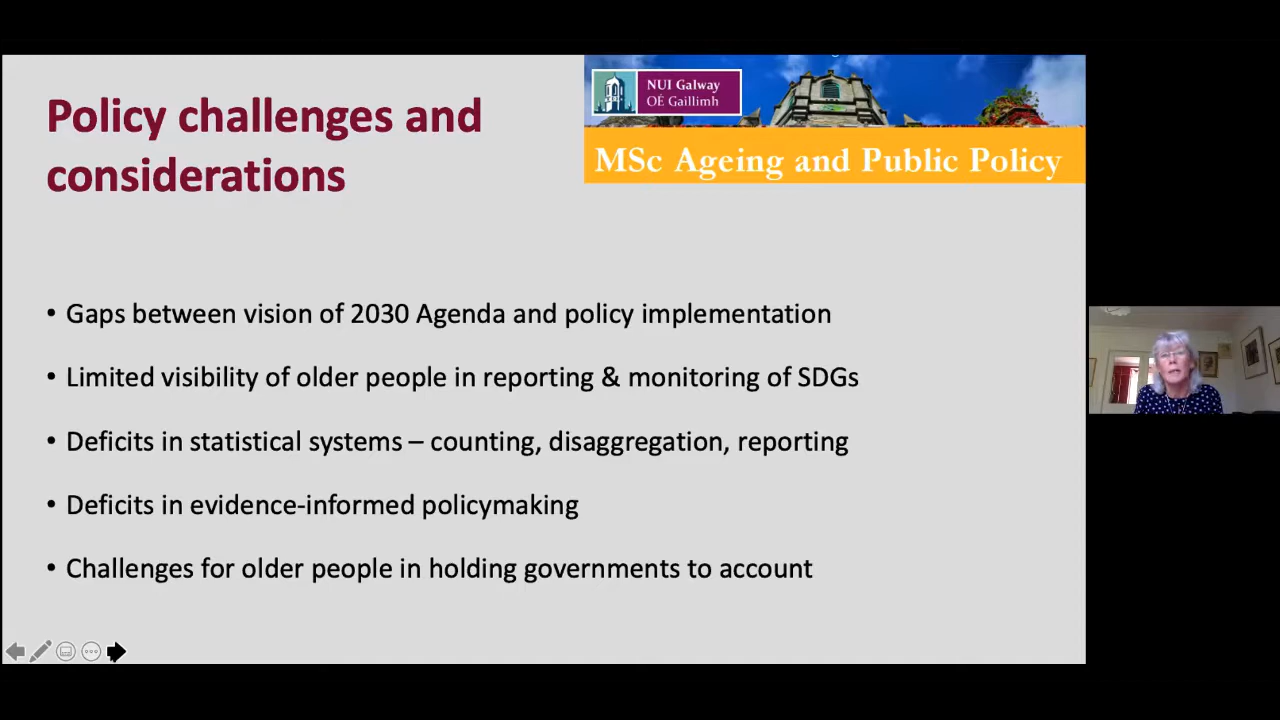 Policy challenges and
considerations
NUI Galway
OÉ Gaillimh
MSc Ageing and Public Policy
• Gaps between vision of 2030 Agenda and policy implementation
• Limited visibility of older people in reporting & monitoring of SDGs
• Deficits in statistical systems – counting, disaggregation, reporting
• Deficits in evidence-informed policymaking
• Challenges for older people in holding governments to account